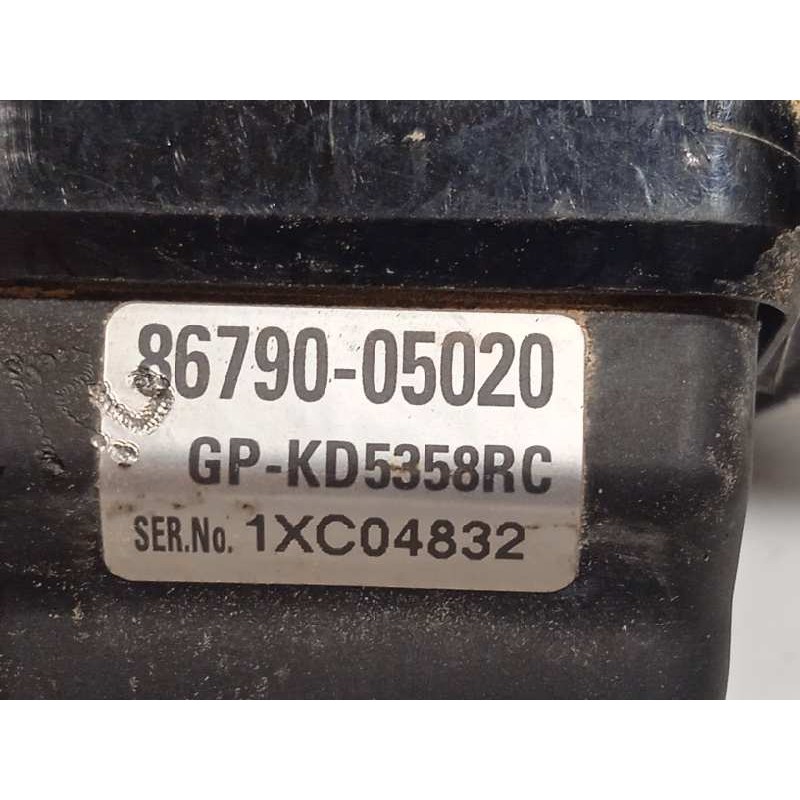 86790-05020
GP-KD5358RC
SER.No. 1XC04832